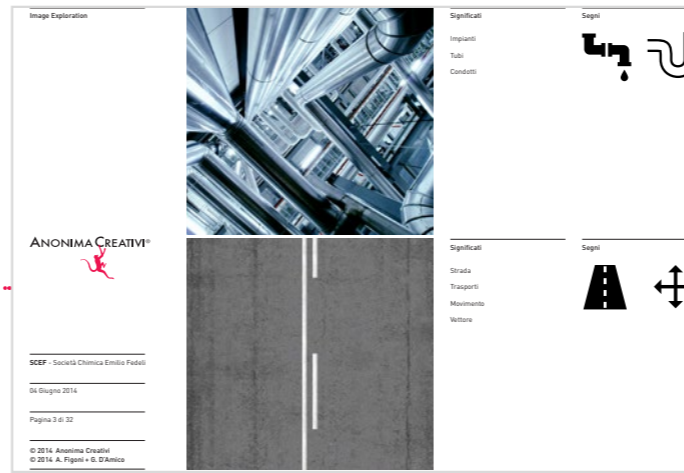 Image Exploration
Significati
Impianti
Tubi
Condotti
Segni
ANONIMA CREATIVI®
Significati
Strada
Trasporti
Movimento
Vettore
Segni
SCEF - Società Chimica Emilio Fedeli
04 Giugno 2014
Pagina 3 di 32
© 2014 Anonima Creativi
© 2014 A. Figoni + G. D'Amico